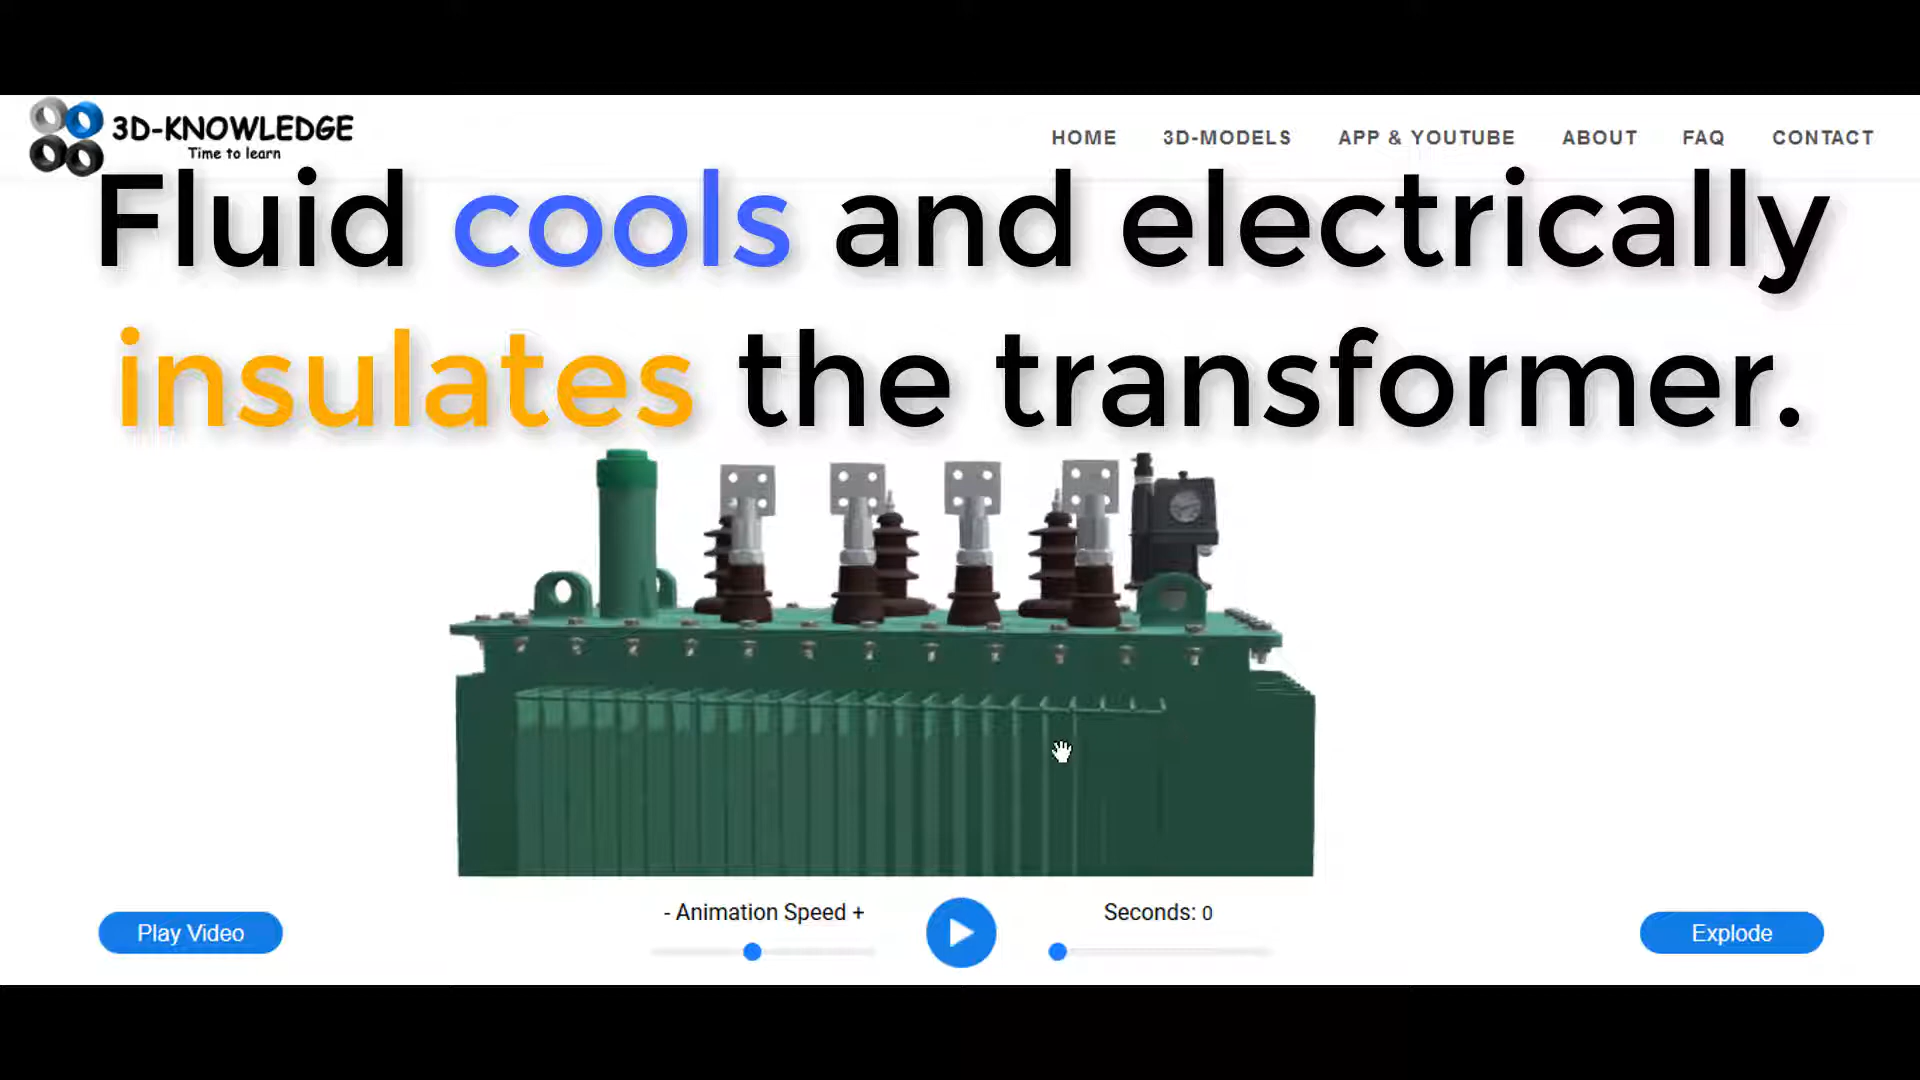 3D-KNOWLEDGE
Time to learn
HOME 3D-MODELS APP & YOUTUBE ABOUT FAQ CONTACT
Fluid cools and electrically
insulates the transformer.
- Animation Speed +
Seconds: 0
Play Video
Explode